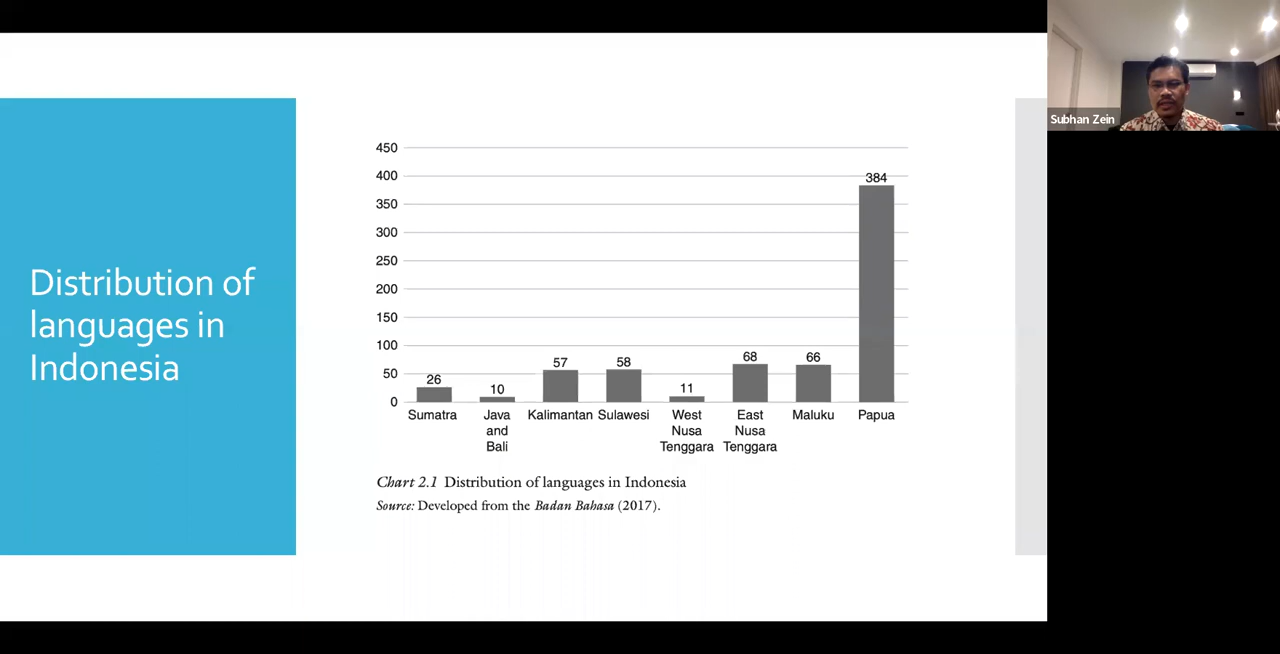 Distribution of
languages in
Indonesia
450
400
350
300
250
200
150
100
50
0
26
10
57
58
11
68
66
384
Sumatra
Java
and
Bali
Kalimantan
Sulawesi
West
Nusa
Tenggara
East
Nusa
Tenggara
Maluku
Papua
Chart 2.1 Distribution of languages in Indonesia
Source: Developed from the Badan Bahasa (2017).
Subhan Zein